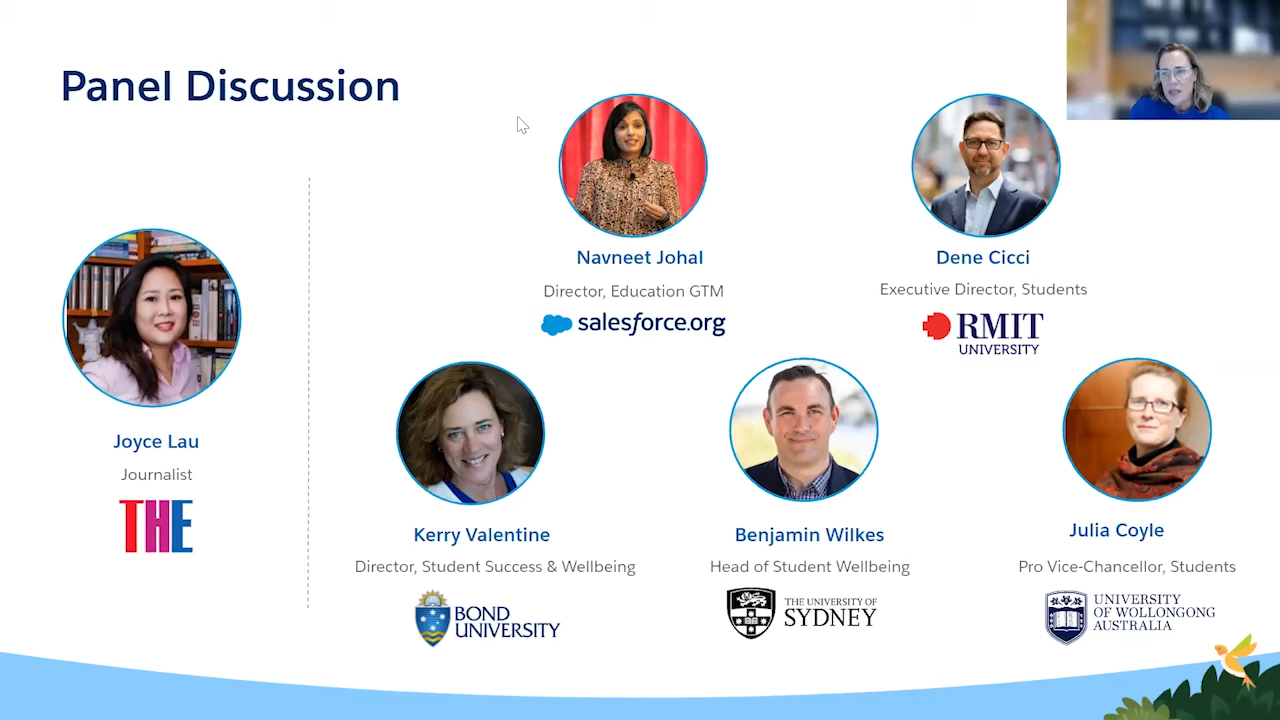 Panel Discussion
Navneet Johal
Director, Education GTM
salesforce.org
Dene Cicci
Executive Director, Students
RMIT
UNIVERSITY
Joyce Lau
Journalist
THE
Kerry Valentine
Director, Student Success & Wellbeing
BOND
UNIVERSITY
Benjamin Wilkes
Head of Student Wellbeing
THE UNIVERSITY OF
SYDNEY
Julia Coyle
Pro Vice-Chancellor, Students
UNIVERSITY
OF WOLLONGONG
AUSTRALIA